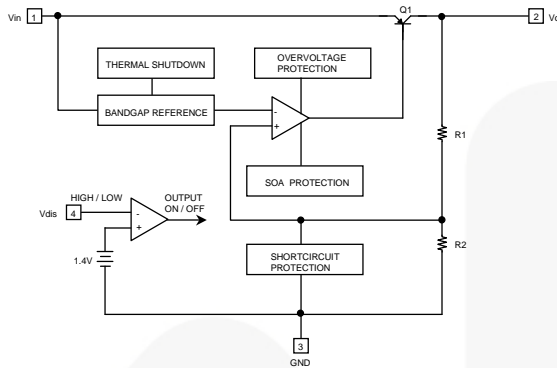 Q1
Vin 1
2 Vo
THERMAL SHUTDOWN
OVERVOLTAGE
PROTECTION
BANDGAP REFERENCE
-
+
R1
SOA PROTECTION
HIGH / LOW
OUTPUT
ON / OFF
Vdis 4
-
+
R2
1.4V
SHORTCIRCUIT
PROTECTION
3
GND